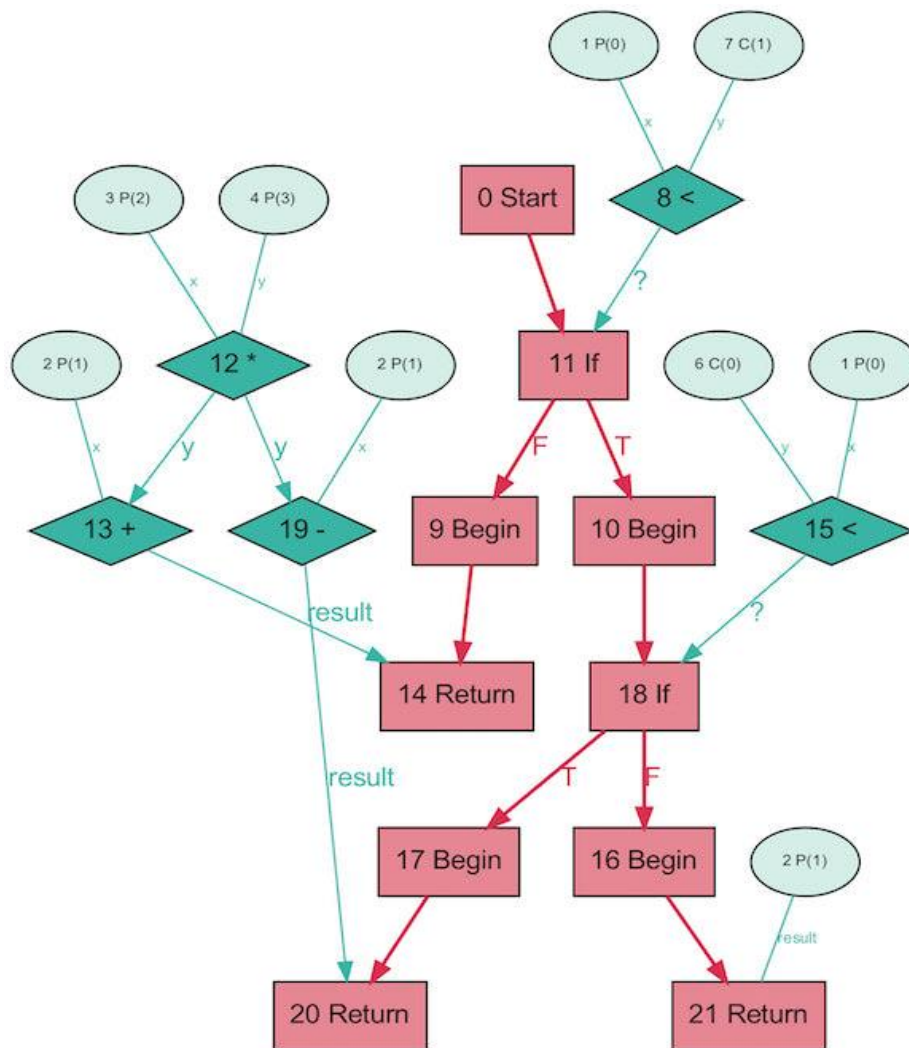 1 P(0)
7 C(1)
x
y
3 P(2)
4 P(3)
0 Start
8 <
x
y
?
2 P(1)
12 *
2 P(1)
11 If
6 C(0)
1 P(0)
x
y
y
x
F
T
y
x
13 +
19 -
9 Begin
10 Begin
15 <
result
?
14 Return
18 If
result
T
F
17 Begin
16 Begin
2 P(1)
result
20 Return
21 Return